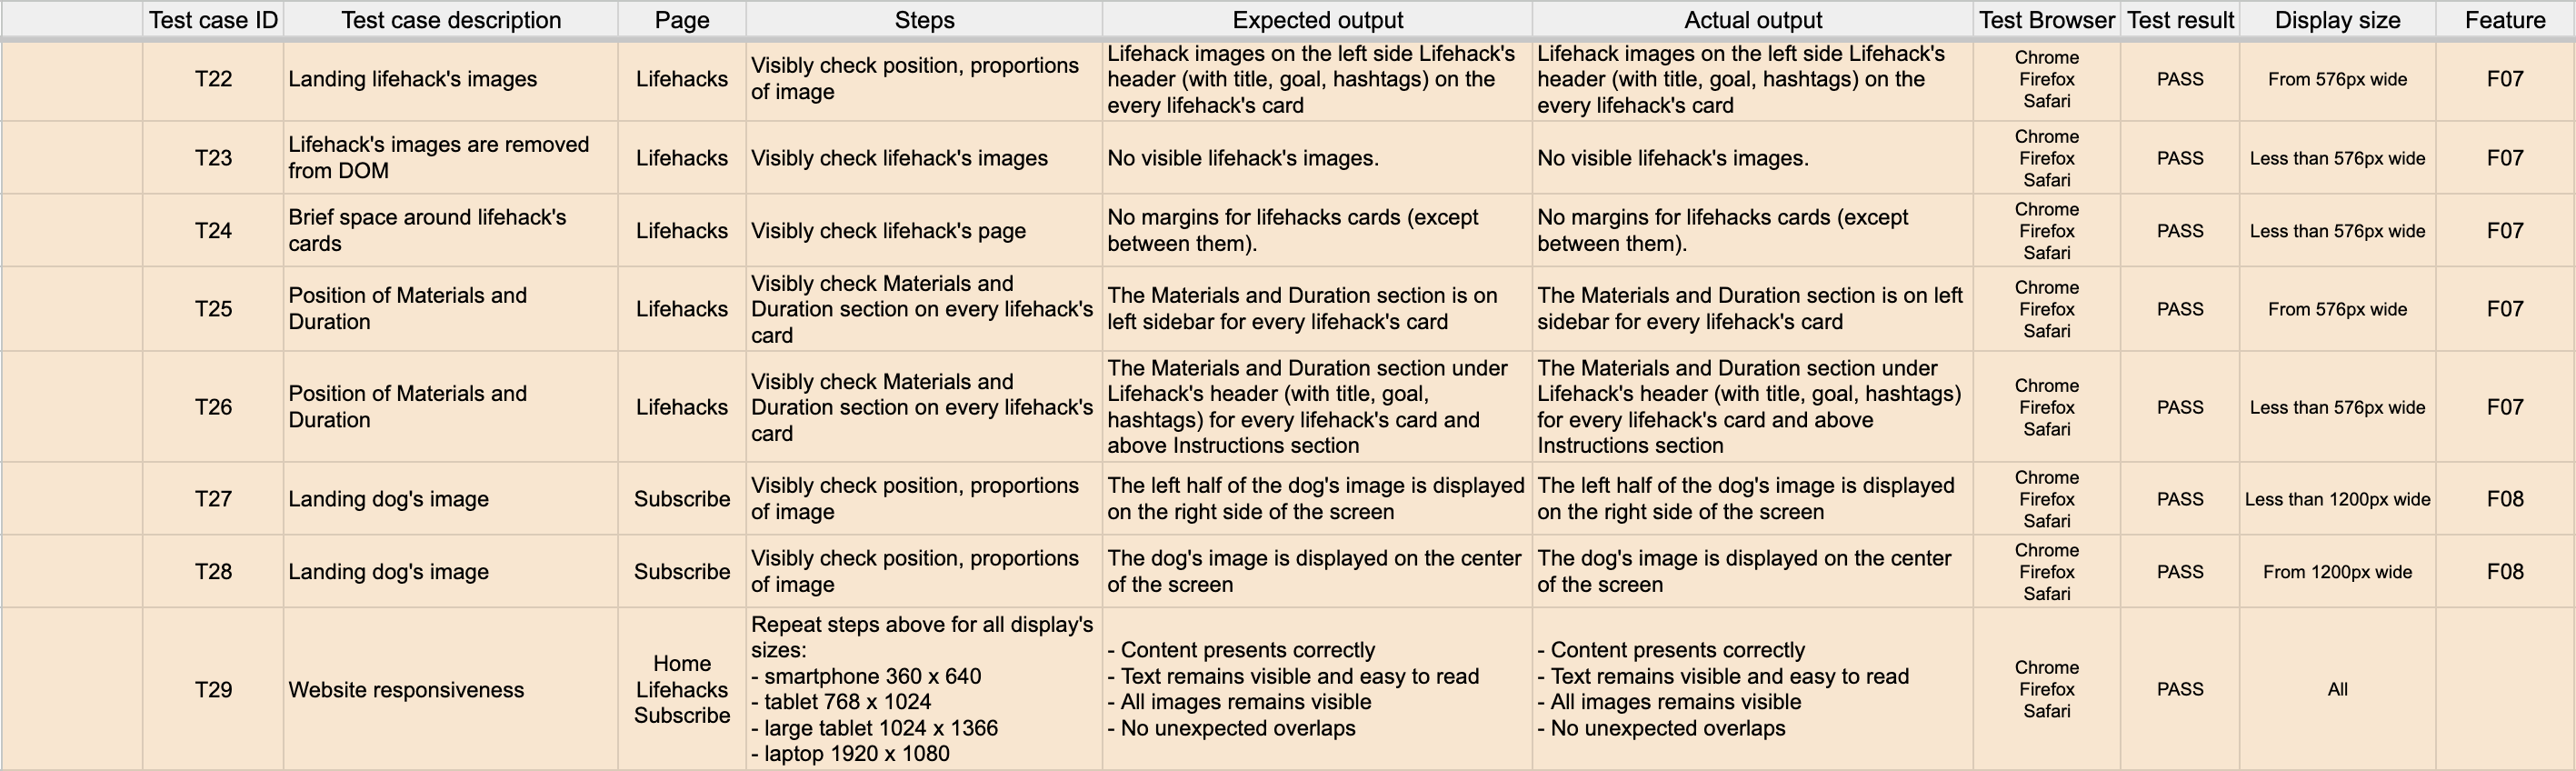 Test case ID Test case description Page Steps Expected output Actual output Test Browser Test result Display size Feature
T22
Landing lifehack's images
Lifehacks
Visibly check position, proportions
of image
Lifehack images on the left side Lifehack's
header (with title, goal, hashtags) on the
every lifehack's card
Lifehack images on the left side Lifehack's
header (with title, goal, hashtags) on the
every lifehack's card
Chrome
Firefox
Safari
PASS
From 576px wide
F07
T23
Lifehack's images are removed
from DOM
Lifehacks
Visibly check lifehack's images
No visible lifehack's images.
No visible lifehack's images.
Chrome
Firefox
Safari
PASS
Less than 576px wide
F07
T24
Brief space around lifehack's
cards
Lifehacks
Visibly check lifehack's page
No margins for lifehacks cards (except
between them).
No margins for lifehacks cards (except
between them).
Chrome
Firefox
Safari
PASS
Less than 576px wide
F07
T25
Position of Materials and
Duration
Lifehacks
Visibly check Materials and
Duration section on every lifehack's
card
The Materials and Duration section is on
left sidebar for every lifehack's card
The Materials and Duration section is on left
sidebar for every lifehack's card
Chrome
Firefox
Safari
PASS
From 576px wide
F07
T26
Position of Materials and
Duration
Lifehacks
Visibly check Materials and
Duration section on every lifehack's
card
The Materials and Duration section under
Lifehack's header (with title, goal,
hashtags) for every lifehack's card and
above Instructions section
The Materials and Duration section under
Lifehack's header (with title, goal, hashtags)
for every lifehack's card and above
Instructions section
Chrome
Firefox
Safari
PASS
Less than 576px wide
F07
T27
Landing dog's image
Subscribe
Visibly check position, proportions
of image
The left half of the dog's image is displayed
on the right side of the screen
The left half of the dog's image is displayed
on the right side of the screen
Chrome
Firefox
Safari
PASS
Less than 1200px wide
F08
T28
Landing dog's image
Subscribe
Visibly check position, proportions
of image
The dog's image is displayed on the center
of the screen
The dog's image is displayed on the center
of the screen
Chrome
Firefox
Safari
PASS
From 1200px wide
F08
T29
Website responsiveness
Home
Lifehacks
Subscribe
Repeat steps above for all display's
sizes:
- smartphone 360 x 640
- tablet 768 x 1024
- large tablet 1024 x 1366
- laptop 1920 x 1080
- Content presents correctly
- Text remains visible and easy to read
- All images remains visible
- No unexpected overlaps
- Content presents correctly
- Text remains visible and easy to read
- All images remains visible
- No unexpected overlaps
Chrome
Firefox
Safari
PASS
All